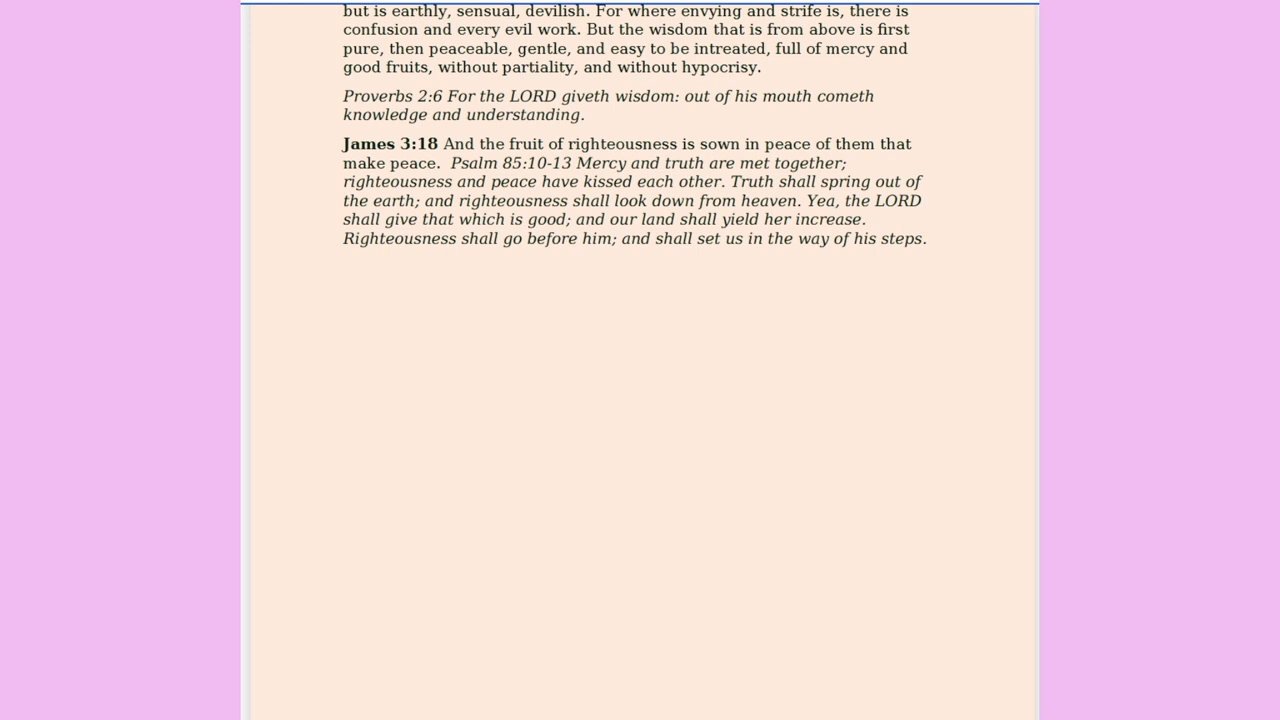 but is earthly, sensual, devilish. For where envying and strife is, there is
confusion and every evil work. But the wisdom that is from above is first
pure, then peaceable, gentle, and easy to be intreated, full of mercy and
good fruits, without partiality, and without hypocrisy.
Proverbs 2:6 For the LORD giveth wisdom: out of his mouth cometh
knowledge and understanding.
James 3:18 And the fruit of righteousness is sown in peace of them that
make peace.  Psalm 85:10-13 Mercy and truth are met together;
righteousness and peace have kissed each other. Truth shall spring out of
the earth; and righteousness shall look down from heaven. Yea, the LORD
shall give that which is good; and our land shall yield her increase.
Righteousness shall go before him; and shall set us in the way of his steps.